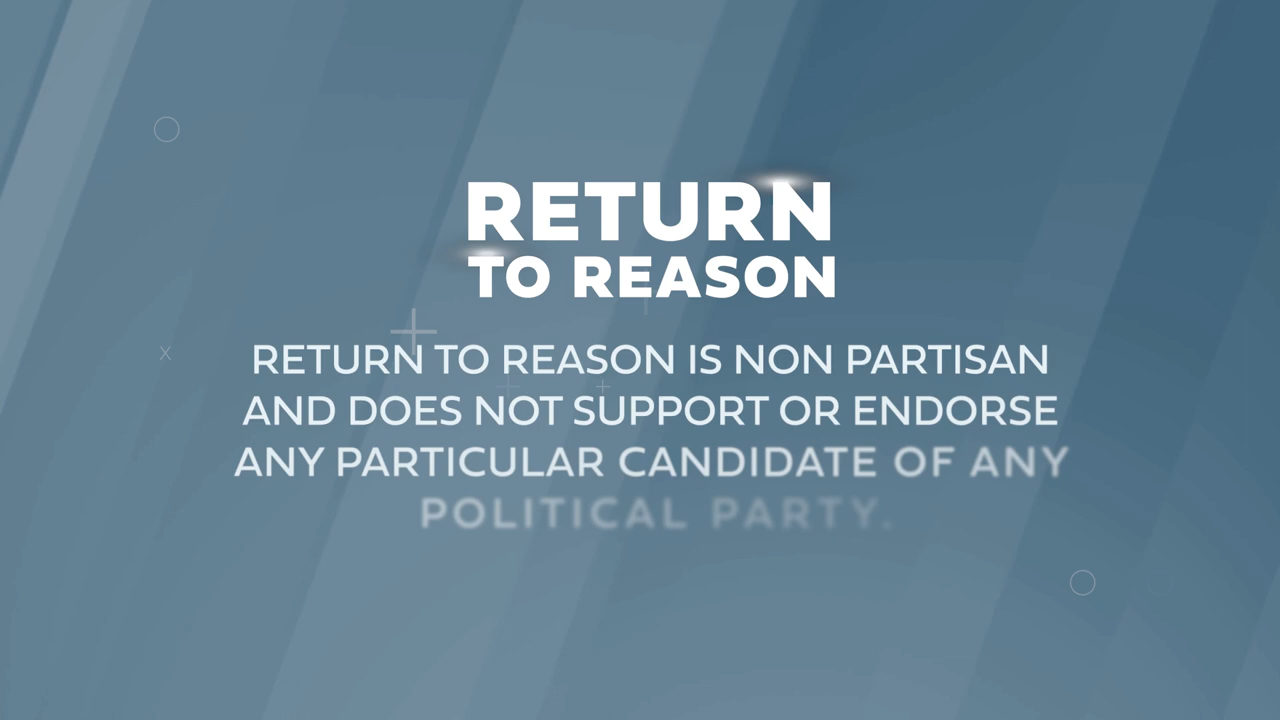 RETURN
TO REASON
RETURN TO REASON IS NON PARTISAN
AND DOES NOT SUPPORT OR ENDORSE
ANY PARTICULAR CANDIDATE OF ANY
POLITICAL PARTY.